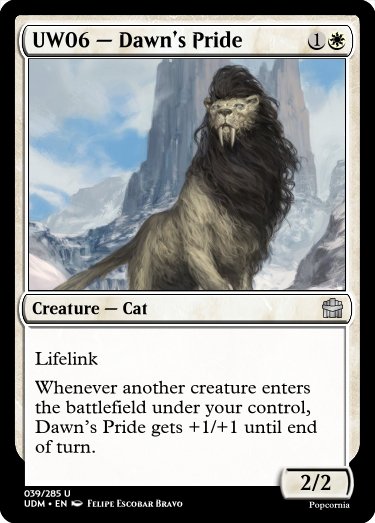 UW06 — Dawn's Pride 1
Creature — Cat
Lifelink
Whenever another creature enters
the battlefield under your control,
Dawn's Pride gets +1/+1 until end
of turn.
2/2
039/285 U
UDM • EN Felipe Escobar Bravo
Popcornia